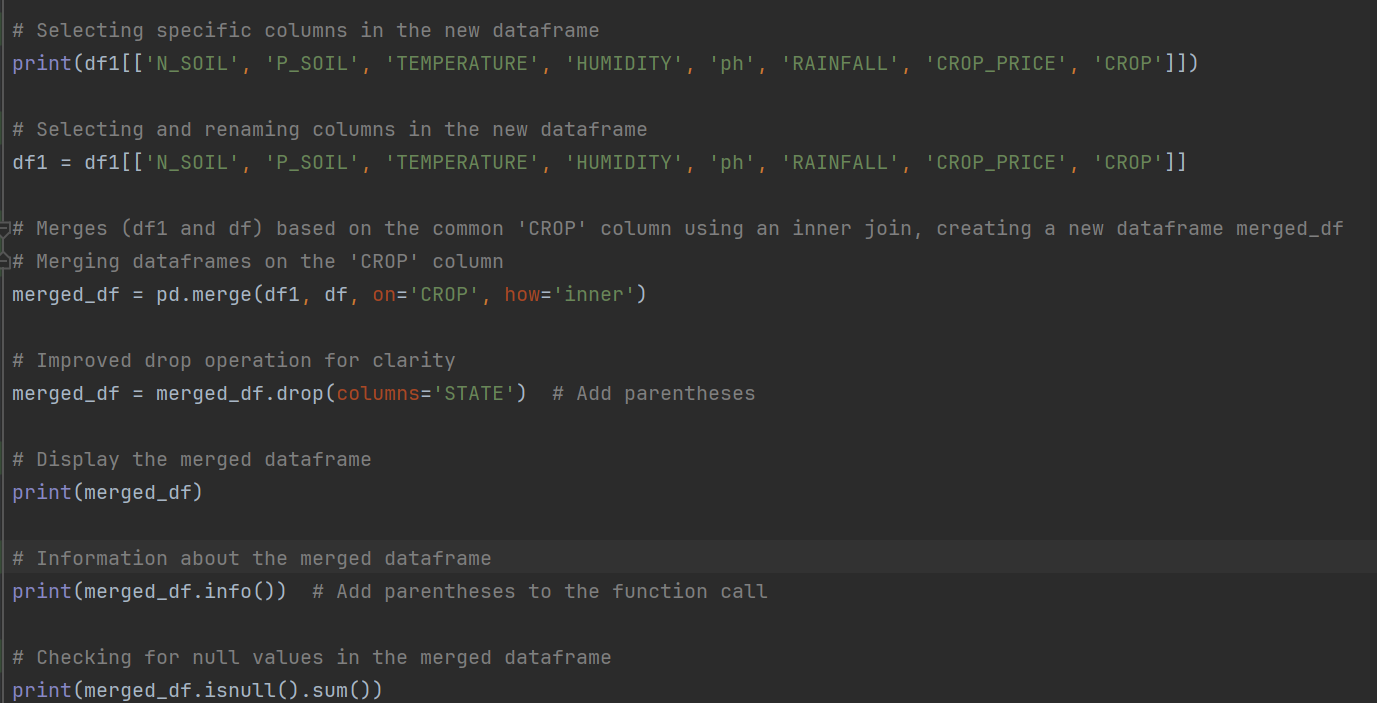 # Selecting specific columns in the new dataframe
print(df1[['N_SOIL', 'P_SOIL', 'TEMPERATURE', 'HUMIDITY', 'ph', 'RAINFALL', 'CROP_PRICE', 'CROP']])
# Selecting and renaming columns in the new dataframe
df1 = df1[['N_SOIL', 'P_SOIL', 'TEMPERATURE', 'HUMIDITY', 'ph', 'RAINFALL', 'CROP_PRICE', 'CROP']]
# Merges (df1 and df) based on the common 'CROP' column using an inner join, creating a new dataframe merged_df
# Merging dataframes on the 'CROP' column
merged_df = pd.merge(df1, df, on='CROP', how='inner')
# Improved drop operation for clarity
merged_df = merged_df.drop(columns='STATE')  # Add parentheses
# Display the merged dataframe
print(merged_df)
# Information about the merged dataframe
print(merged_df.info())  # Add parentheses to the function call
# Checking for null values in the merged dataframe
print(merged_df.isnull().sum())